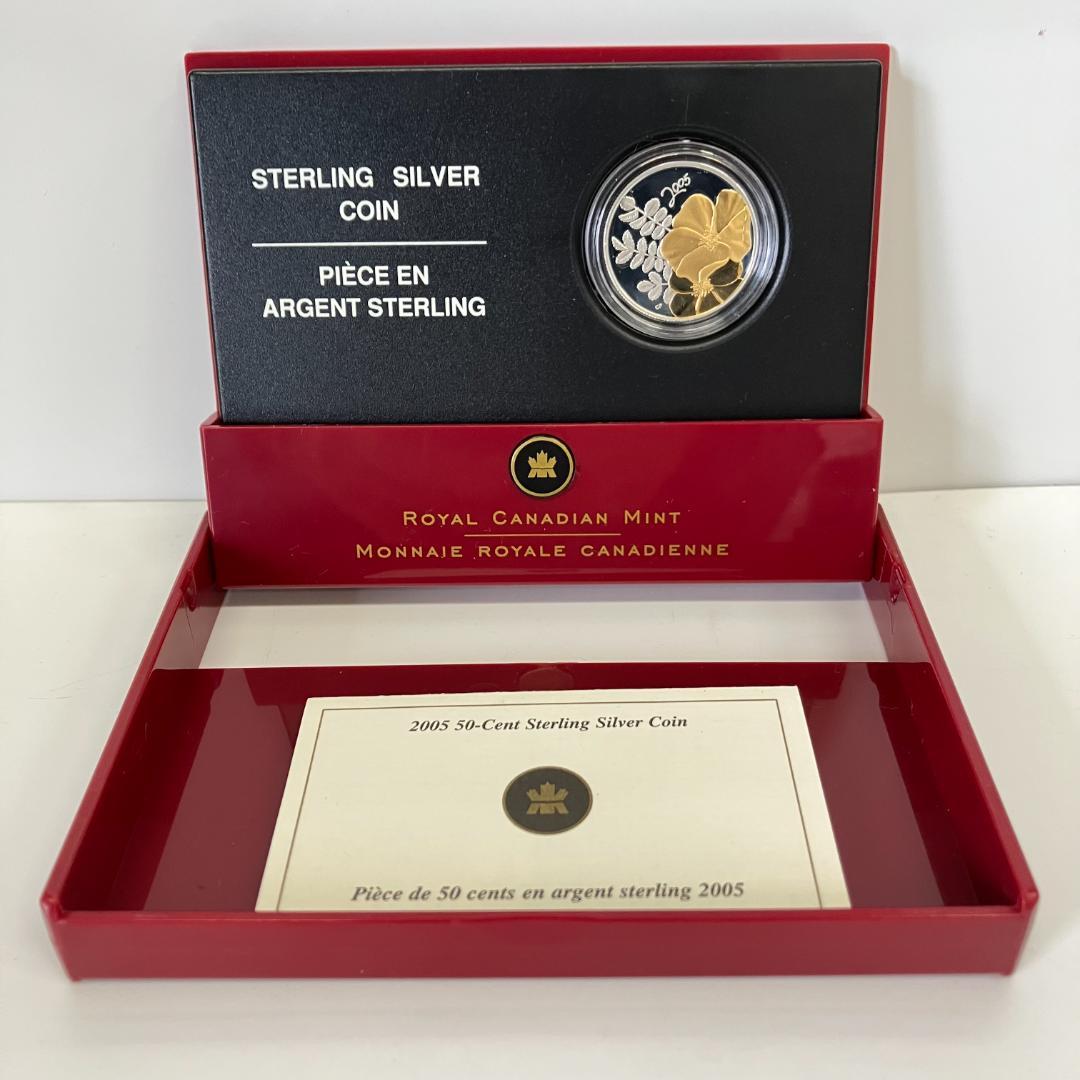 STERLING SILVER
COIN
PIÈCE EN
ARGENT STERLING
2005
ROYAL CANADIAN MINT
MONNAIE ROYALE CANADIENNE
2005 50-Cent Sterling Silver Coin
Pièce de 50 cents en argent sterling 2005